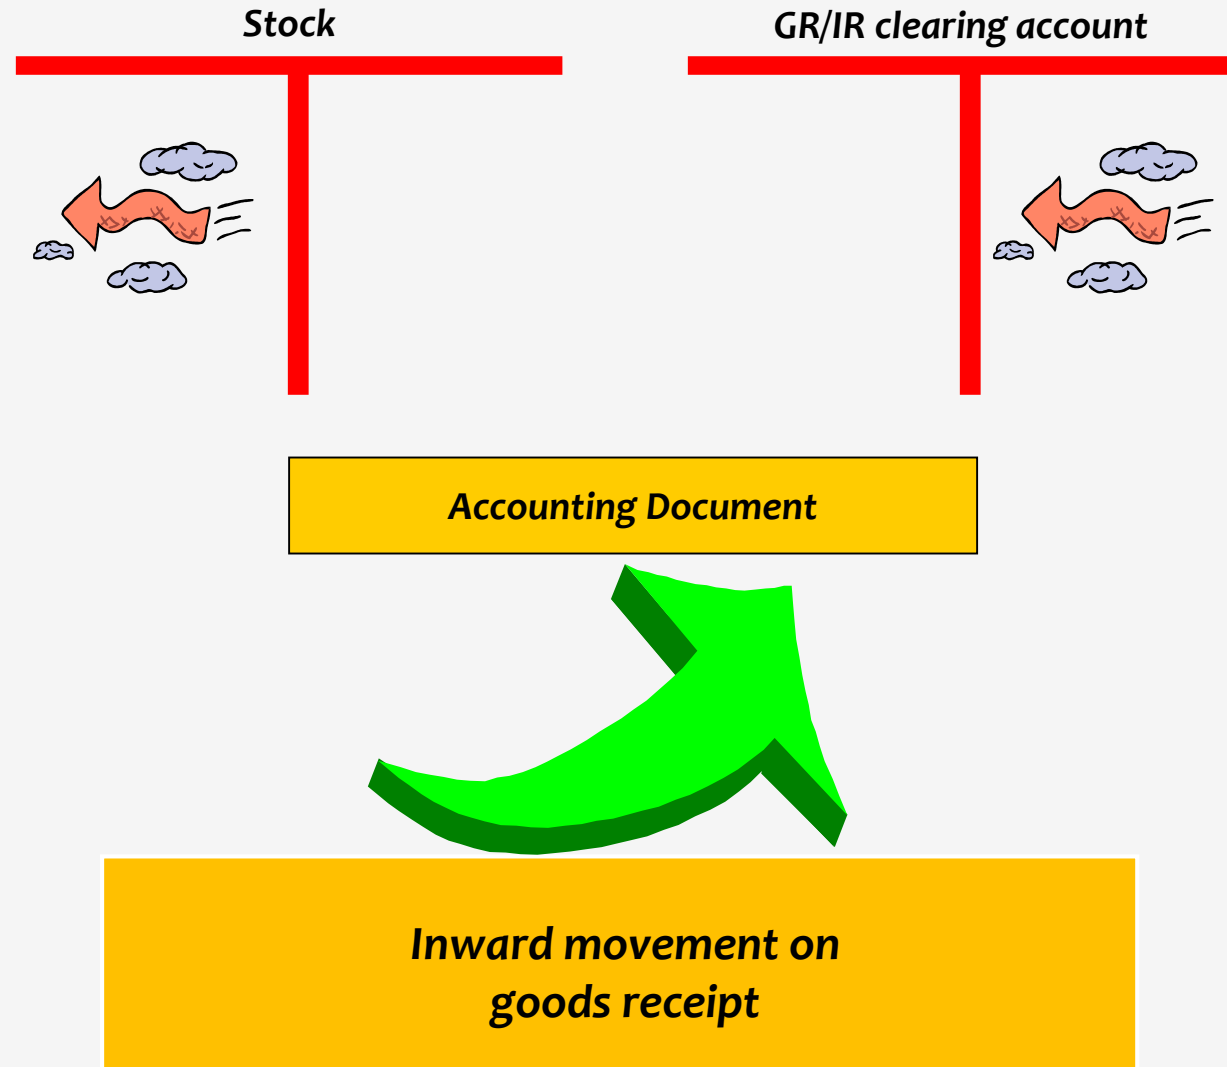 Stock
GR/IR clearing account
Accounting Document
Inward movement on
goods receipt